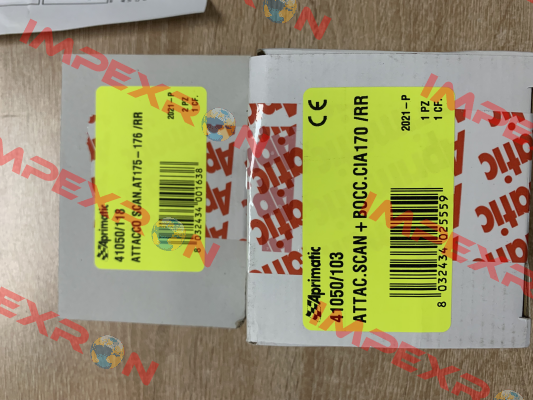 Aprimatic
41050/118
ATTACCO SCAN.AT175-176 /RR
2021-P
2 PZ
1 CF.
8 032434 001638
CE
Aprimatic
41050/103
ATTAC.SCAN + BOCC.CIA170 /RR
2021-P
1 PZ
1 CF.
8 032434 025559
IMPEXRON
IMPEXRON
IMPEXRON
IMPEXRON